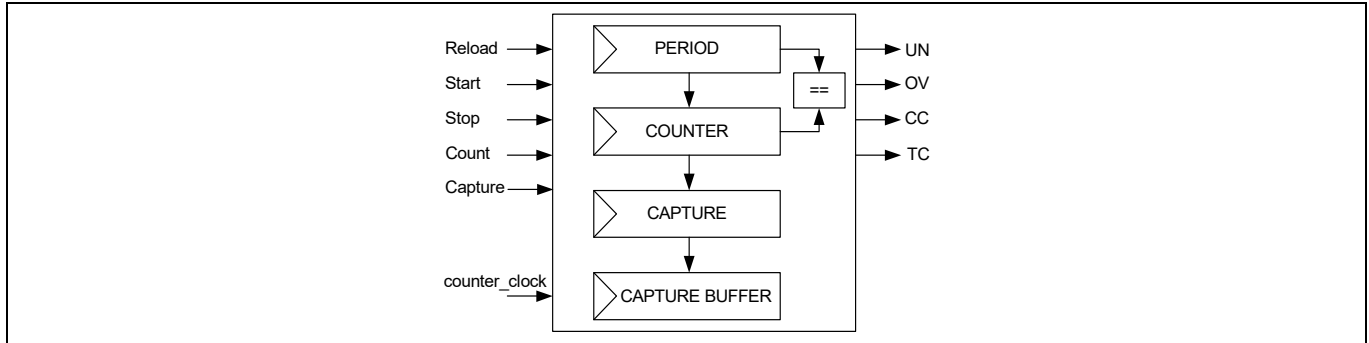 Reload
Start
Stop
Count
Capture
counter_clock
PERIOD
==
COUNTER
CAPTURE
CAPTURE BUFFER
UN
OV
CC
TC